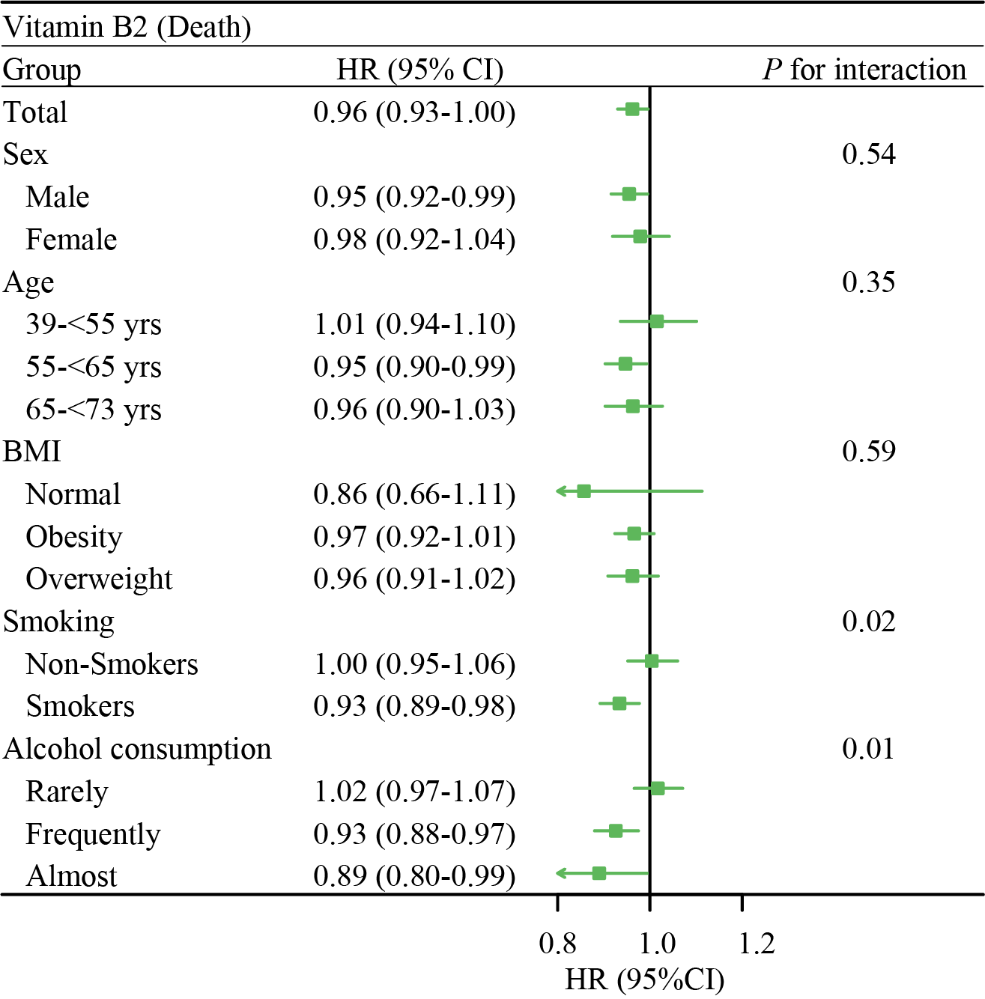 Vitamin B2 (Death)
Group HR (95% CI) P for interaction
Total 0.96 (0.93-1.00)
Sex 0.54
Male 0.95 (0.92-0.99)
Female 0.98 (0.92-1.04)
Age 0.35
39-<55 yrs 1.01 (0.94-1.10)
55-<65 yrs 0.95 (0.90-0.99)
65-<73 yrs 0.96 (0.90-1.03)
BMI 0.59
Normal 0.86 (0.66-1.11)
Obesity 0.97 (0.92-1.01)
Overweight 0.96 (0.91-1.02)
Smoking 0.02
Non-Smokers 1.00 (0.95-1.06)
Smokers 0.93 (0.89-0.98)
Alcohol consumption 0.01
Rarely 1.02 (0.97-1.07)
Frequently 0.93 (0.88-0.97)
Almost 0.89 (0.80-0.99)
0.8 1.0 1.2
HR (95%CI)